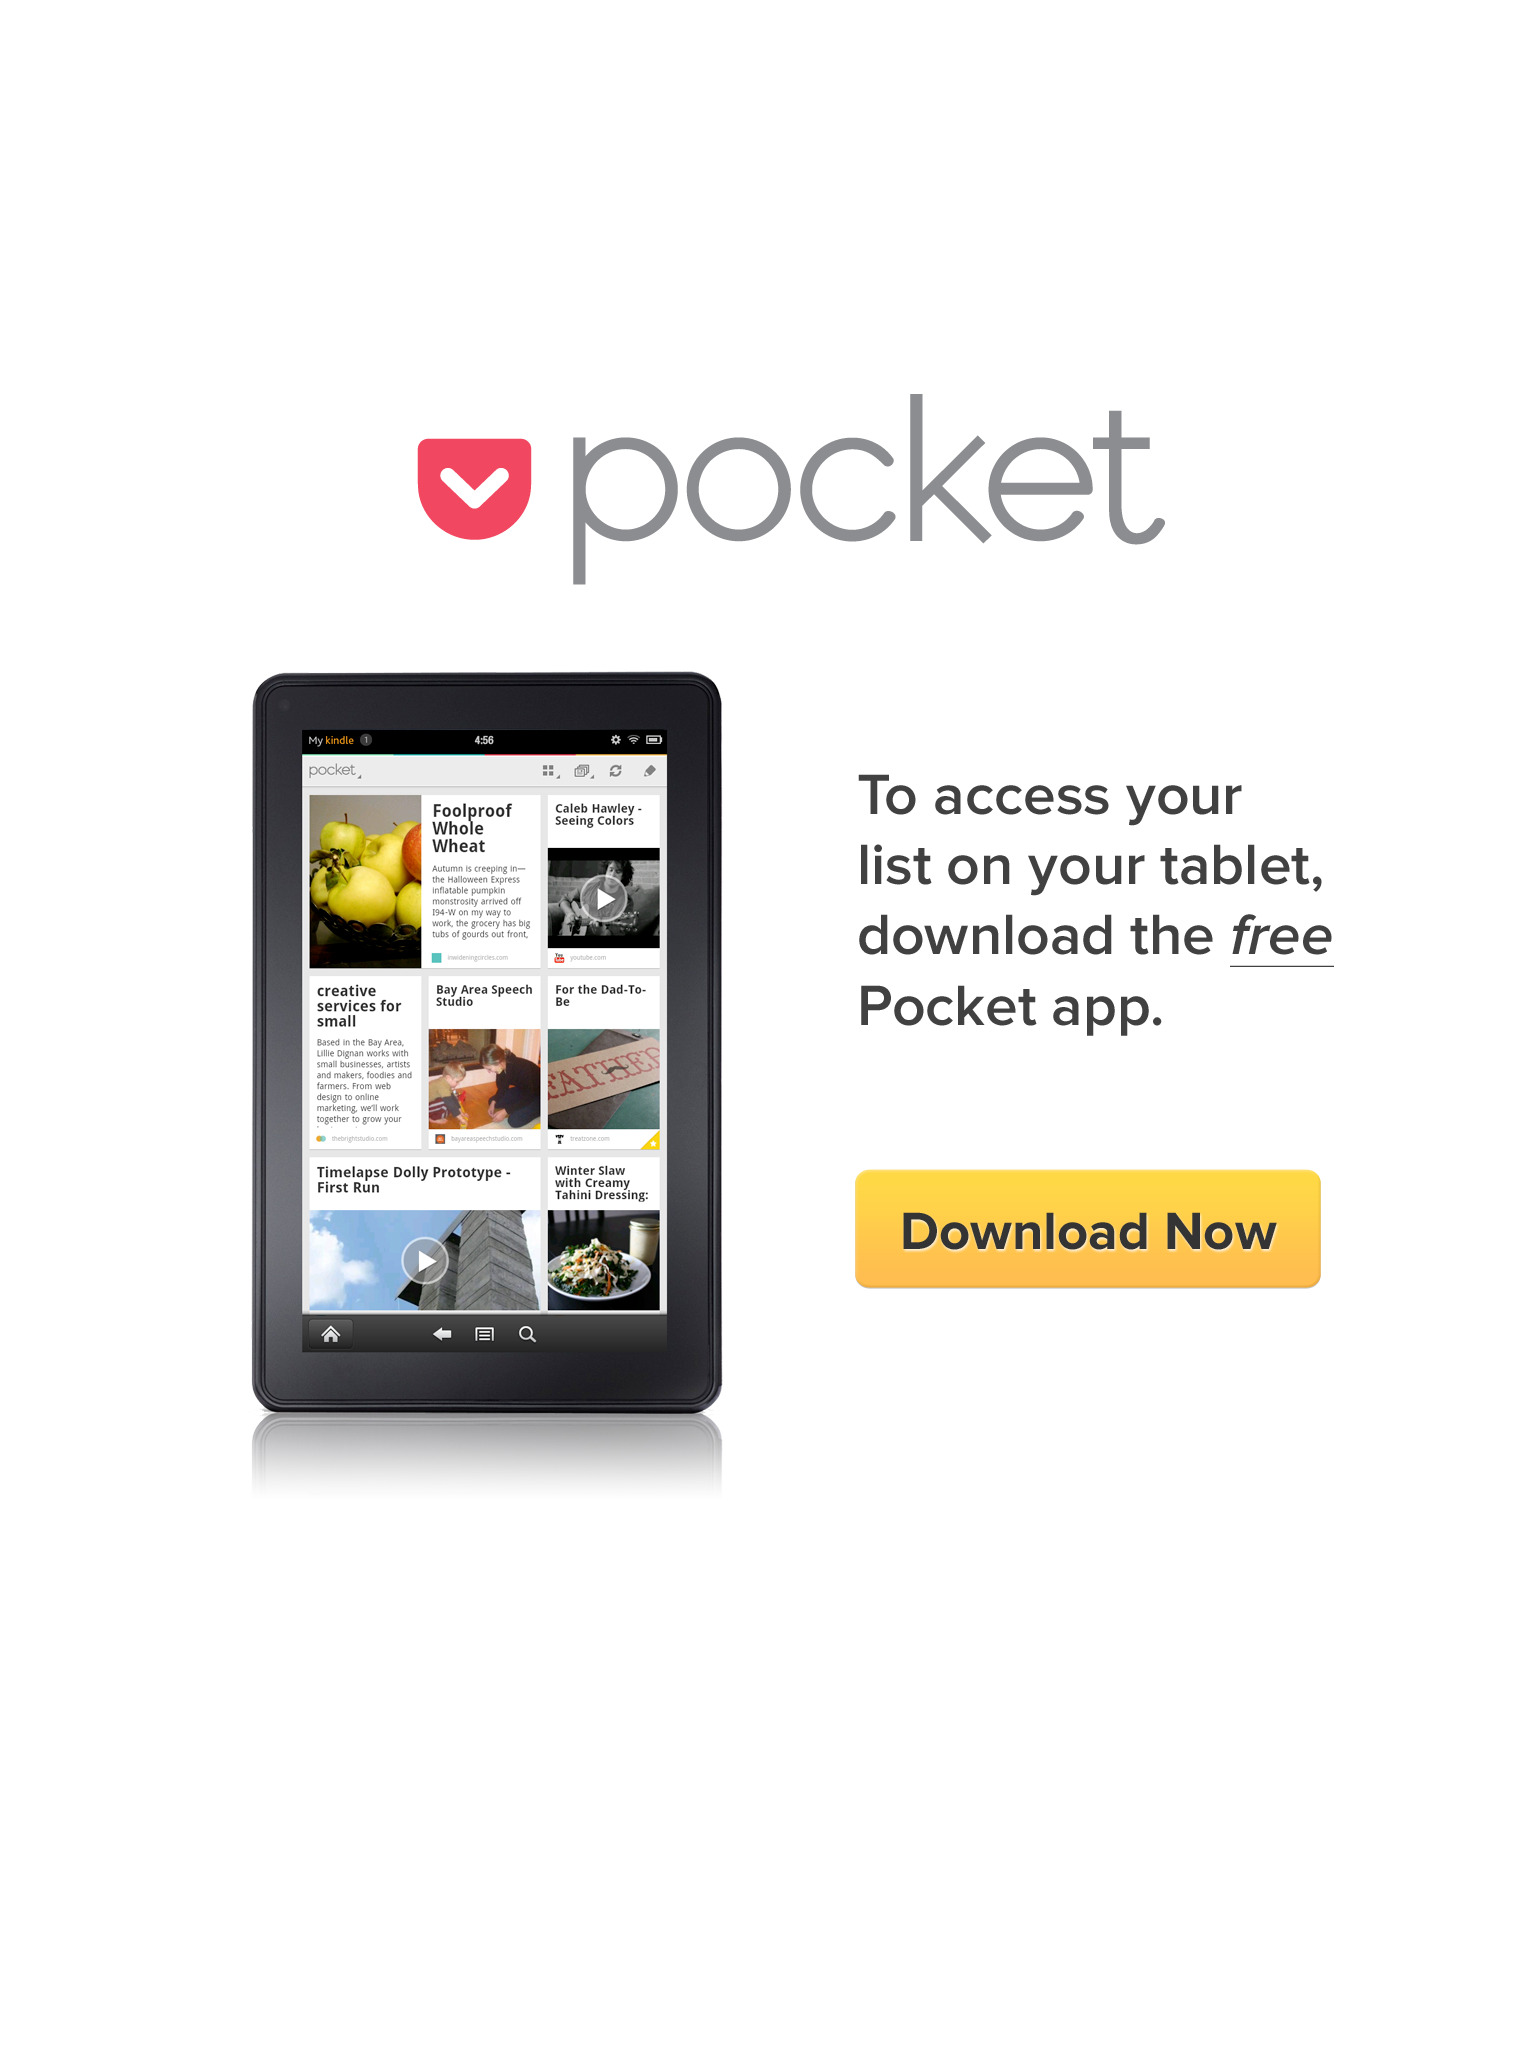 pocket
My kindle 1
4:56
pocket
Foolproof
Whole
Wheat
Autumn is creeping in—
the Halloween Express
inflatable pumpkin
monstrosity arrived off
I94-W on my way to
work, the grocery has big
tubs of gourds out front,
inwideningcircles.com
Caleb Hawley -
Seeing Colors
You
Tube
youtube.com
creative
services for
small
Based in the Bay Area,
Lillie Dignan works with
small businesses, artists
and makers, foodies and
farmers. From web
design to online
marketing, we'll work
together to grow your
thebrightstudio.com
Bay Area Speech
Studio
bayareaspeechstudio.com
For the Dad-To-
Be
FATHER
treatzone.com
Timelapse Dolly Prototype -
First Run
Winter Slaw
with Creamy
Tahini Dressing:
To access your
list on your tablet,
download the free
Pocket app.
Download Now